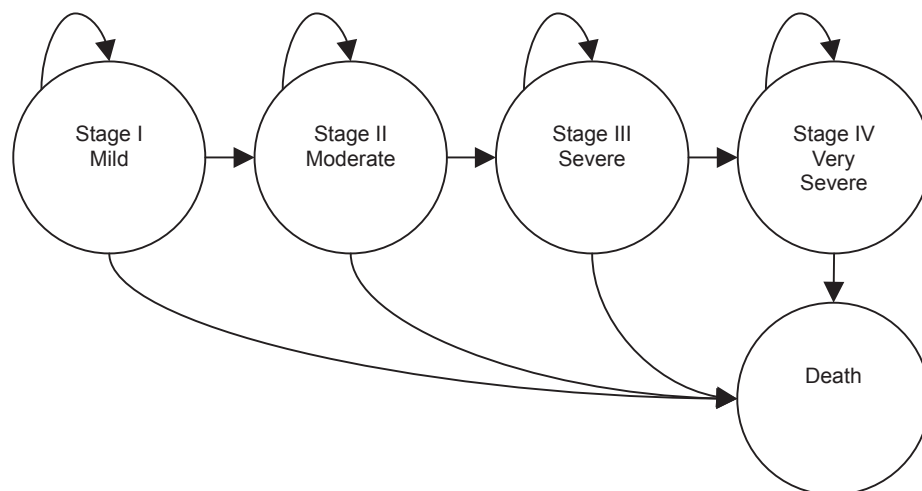 Stage I
Mild
Stage II
Moderate
Stage III
Severe
Stage IV
Very
Severe
Death